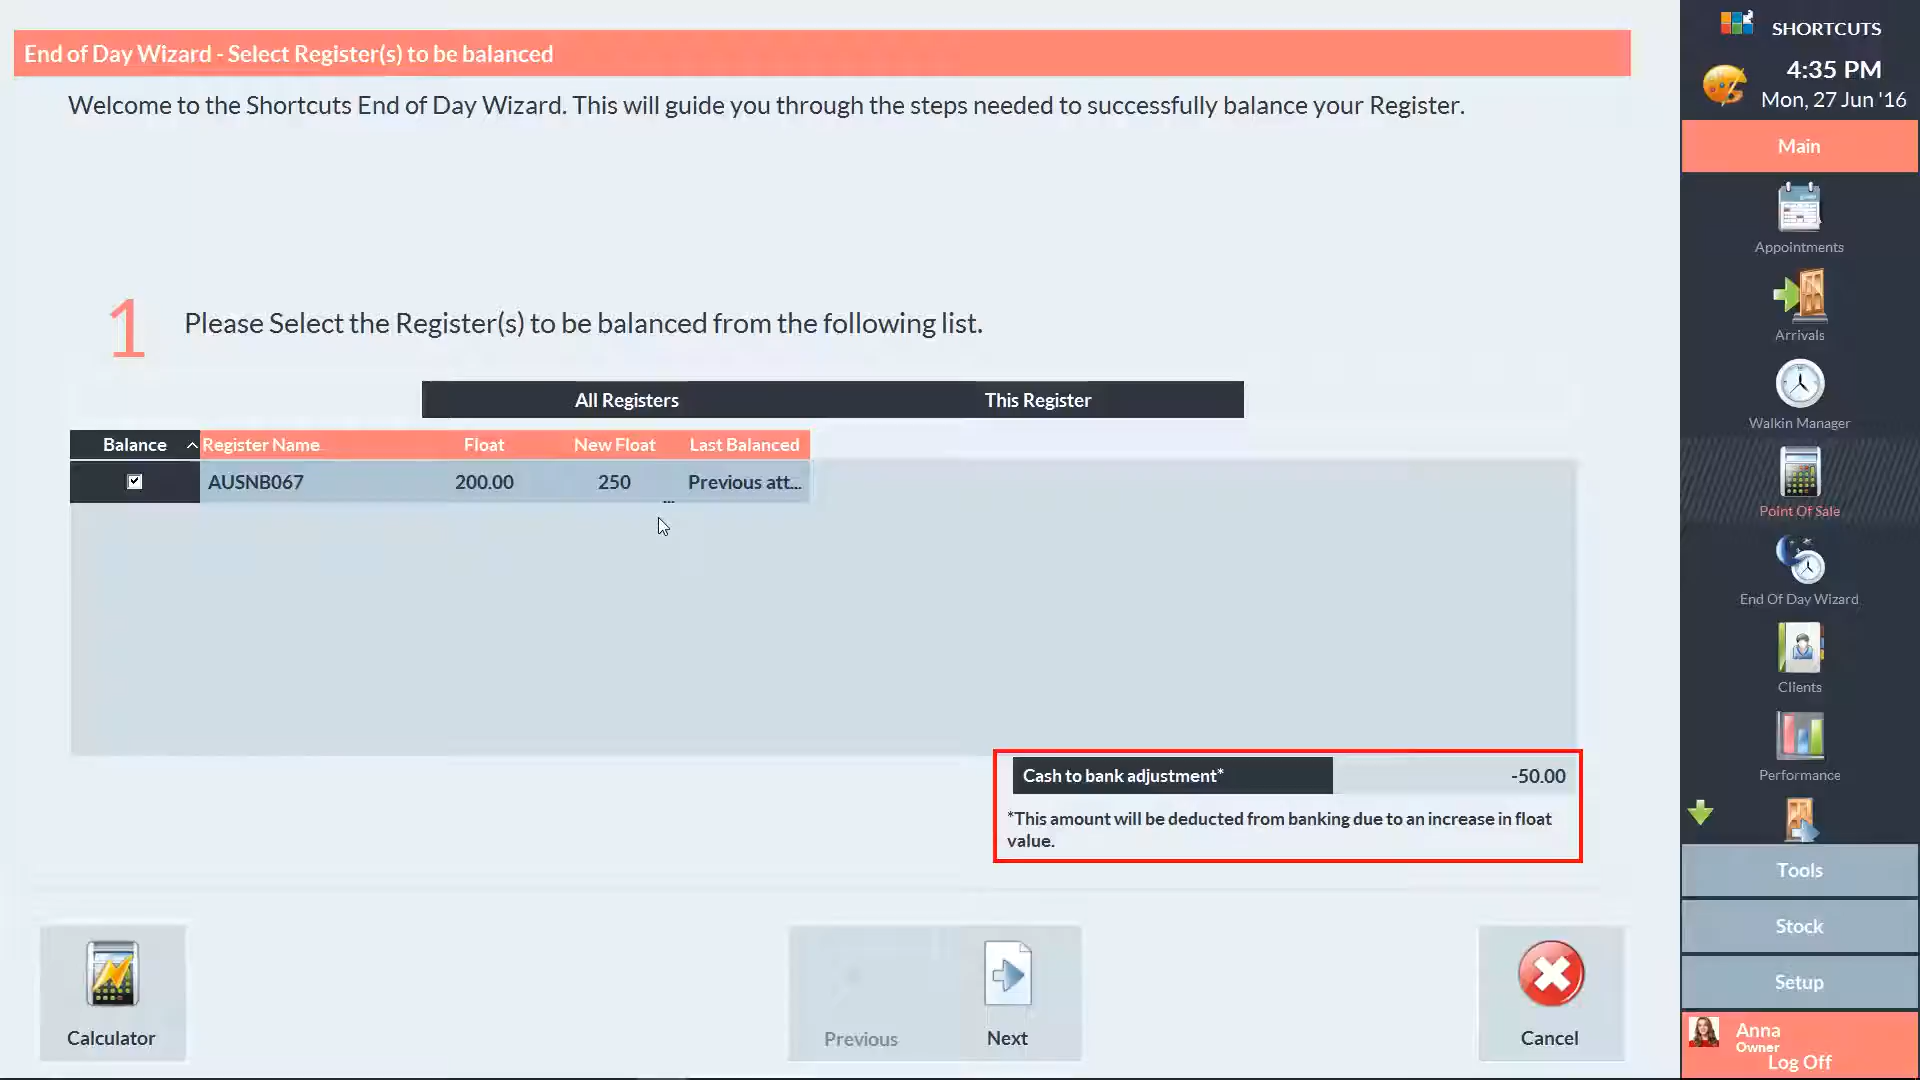 End of Day Wizard - Select Register(s) to be balanced
Welcome to the Shortcuts End of Day Wizard. This will guide you through the steps needed to successfully balance your Register.
1 Please Select the Register(s) to be balanced from the following list.
All Registers This Register
Balance Register Name Float New Float Last Balanced
AUSNB067 200.00 250 ... Previous att...
Cash to bank adjustment* -50.00
*This amount will be deducted from banking due to an increase in float
value.
Calculator
Previous
Next
Cancel
SHORTCUTS
4:35 PM
Mon, 27 Jun '16
Main
Appointments
Arrivals
Walkin Manager
Point Of Sale
End Of Day Wizard
Clients
Performance
Tools
Stock
Setup
Anna
Owner
Log Off